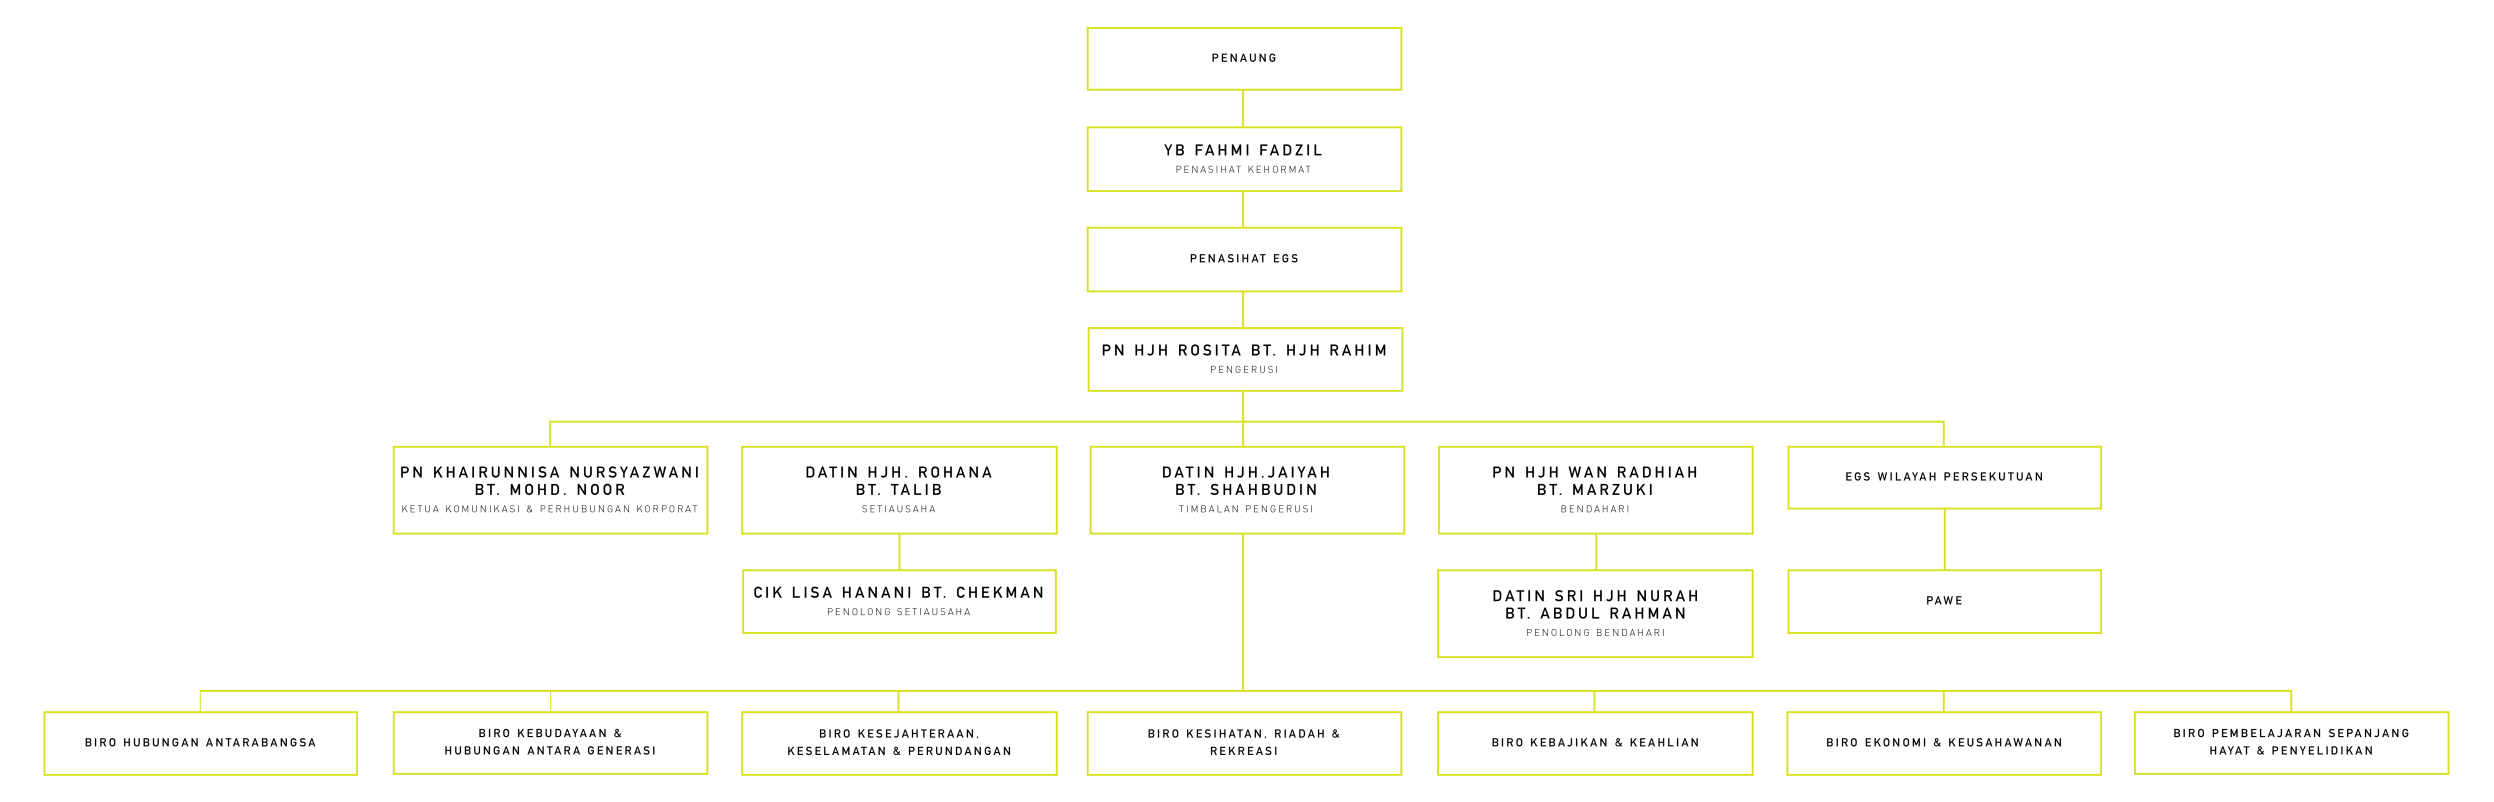 PENAUNG
YB FAHMI FADZIL
PENASIHAT KEHORMAT
PENASIHAT EGS
PN HJH ROSITA BT. HJH RAHIM
PENGERUSI
PN KHAIRUNNISA NURSYAZWANI
BT. MOHD. NOOR
KETUA KOMUNIKASI & PERHUBUNGAN KORPORAT
DATIN HJH. ROHANA
BT. TALIB
SETIAUSAHA
DATIN HJH.JAIYAH
BT. SHAHBUDIN
TIMBALAN PENGERUSI
PN HJH WAN RADHIAH
BT. MARZUKI
BENDAHARI
EGS WILAYAH PERSEKUTUAN
CIK LISA HANANI BT. CHEKMAN
PENOLONG SETIAUSAHA
DATIN SRI HJH NURAH
BT. ABDUL RAHMAN
PENOLONG BENDAHARI
PAWE
BIRO HUBUNGAN ANTARABANGSA
BIRO KEBUDAYAAN &
HUBUNGAN ANTARA GENERASI
BIRO KESEJAHTERAAN,
KESELAMATAN & PERUNDANGAN
BIRO KESIHATAN, RIADAH &
REKREASI
BIRO KEBAJIKAN & KEAHLIAN
BIRO EKONOMI & KEUSAHAWANAN
BIRO PEMBELAJARAN SEPANJANG
HAYAT & PENYELIDIKAN